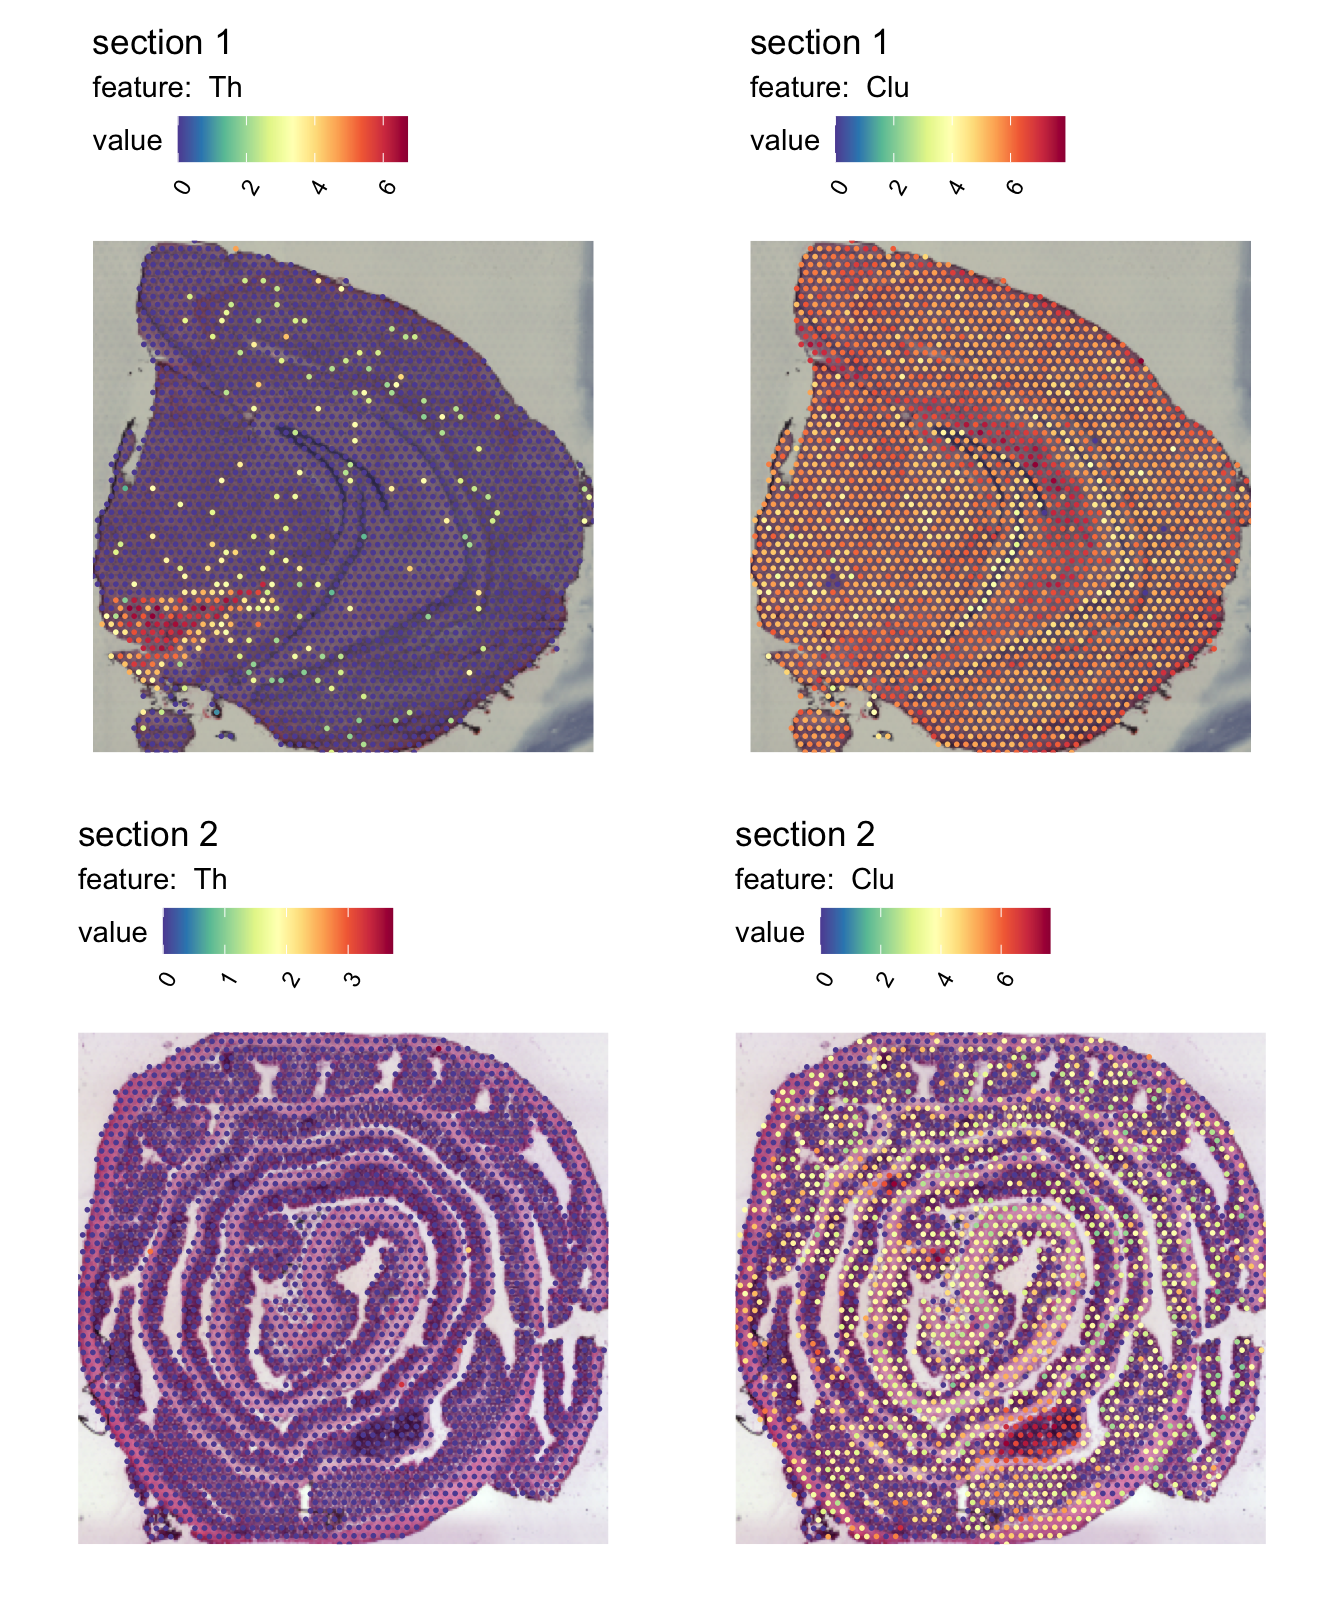 section 1
feature: Th
value
0 2 4 6
section 1
feature: Clu
value
0 2 4 6
section 2
feature: Th
value
0 1 2 3
section 2
feature: Clu
value
0 2 4 6